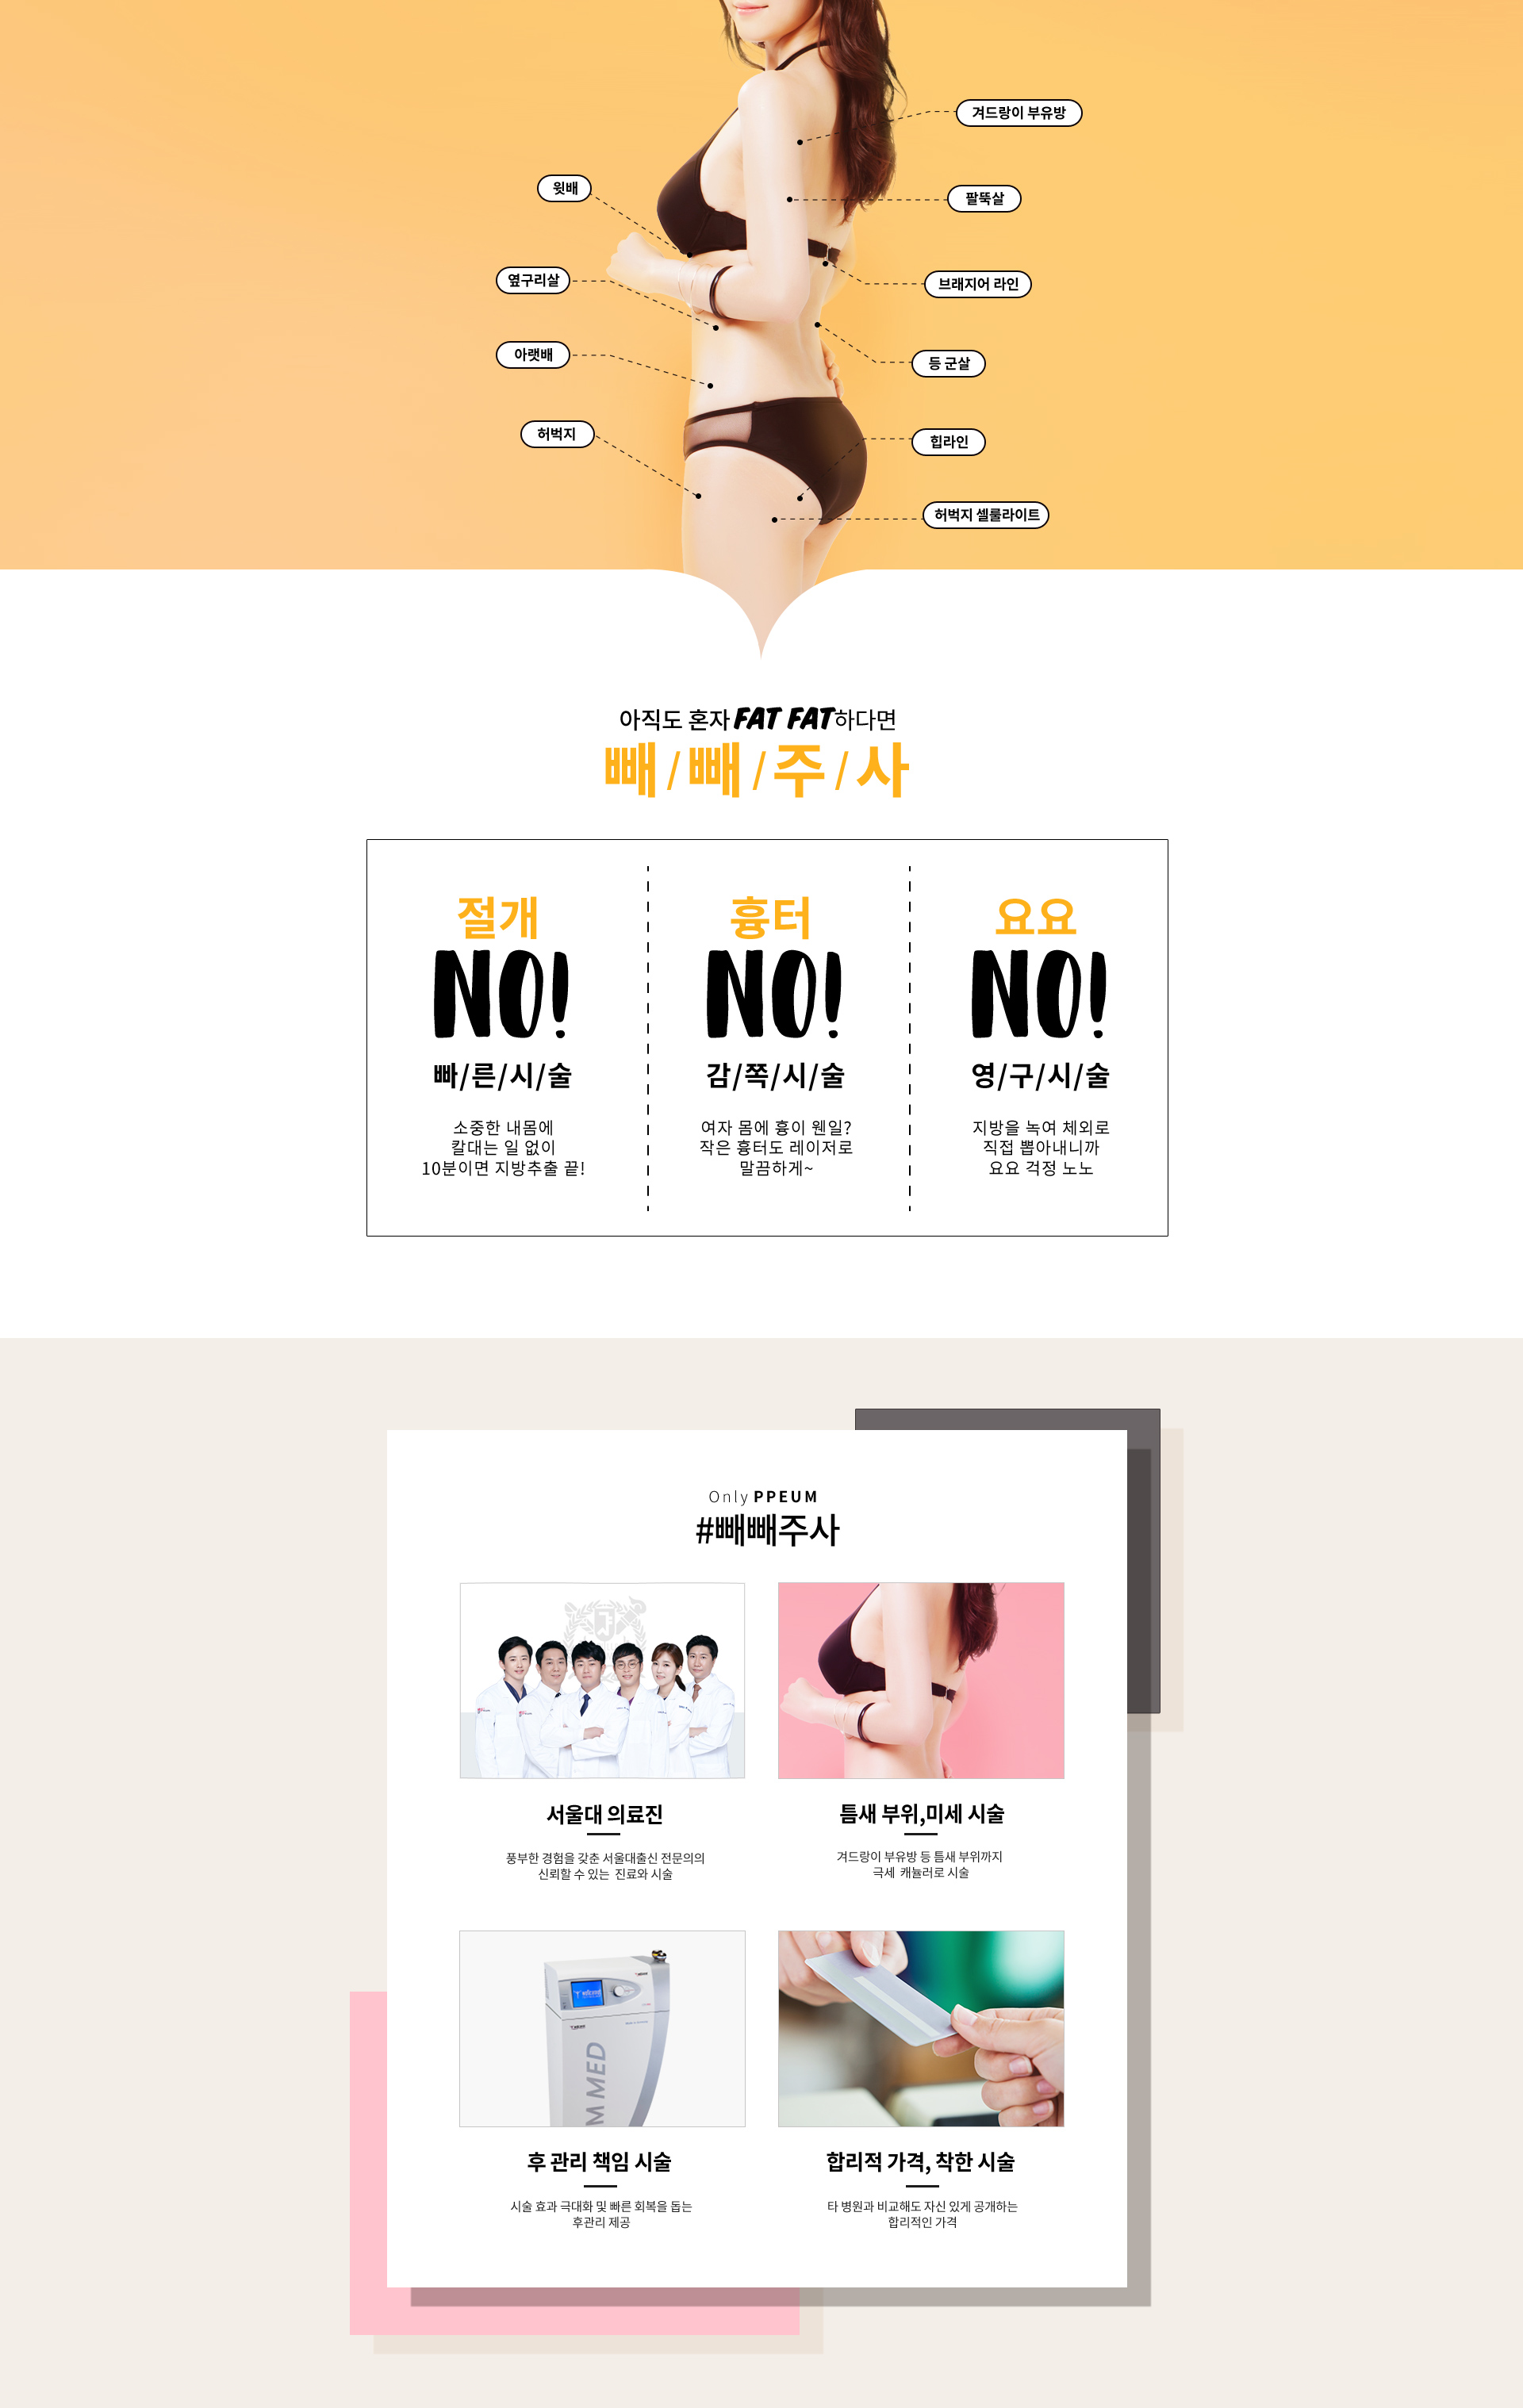 겨드랑이 부유방
윗배
팔뚝살
옆구리살
브래지어 라인
아랫배
등 군살
허벅지
힙라인
허벅지 셀룰라이트
아직도 혼자 FAT FAT하다면
빼/빼/주/사
절개
NO!
빠/른/시/술
소중한 내몸에
칼대는 일 없이
10분이면 지방추출 끝!
흉터
NO!
감/쪽/시/술
여자 몸에 흉이 웬일?
작은 흉터도 레이저로
말끔하게~
요요
NO!
영/구/시/술
지방을 녹여 체외로
직접 뽑아내니까
요요 걱정 노노
Only PPEUM
#빼빼주사
서울대 의료진
풍부한 경험을 갖춘 서울대출신 전문의의
신뢰할 수 있는 진료와 시술
틈새 부위,미세 시술
겨드랑이 부유방 등 틈새 부위까지
극세 캐뉼러로 시술
M MED
후 관리 책임 시술
시술 효과 극대화 및 빠른 회복을 돕는
후관리 제공
합리적 가격, 착한 시술
타 병원과 비교해도 자신 있게 공개하는
합리적인 가격